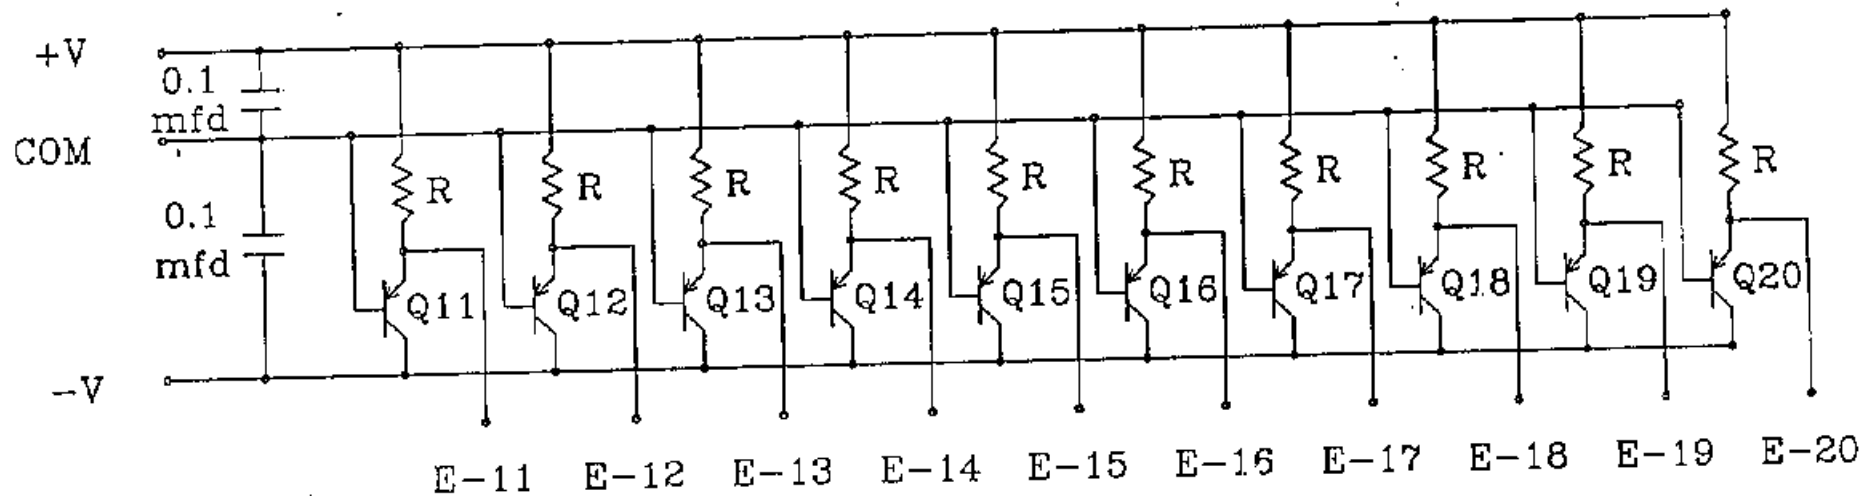 +V
0.1
mfd
COM
R R R R R R R R R R
0.1
mfd
Q11 Q12 Q13 Q14 Q15 Q16 Q17 Q18 Q19 Q20
-V
E-11 E-12 E-13 E-14 E-15 E-16 E-17 E-18 E-19 E-20